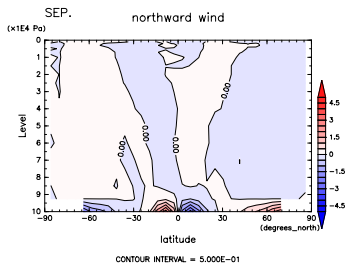 SEP.
northward wind
(×1E4 Pa)
0
1
2
3
4
5
6
7
8
9
10
Level
0.00
0.00
0.00
0.00
4.5
3
1.5
0
−1.5
−3
−4.5
−90 −60 −30 0 30 60 90
(degrees_north)
latitude
CONTOUR INTERVAL = 5.000E−01